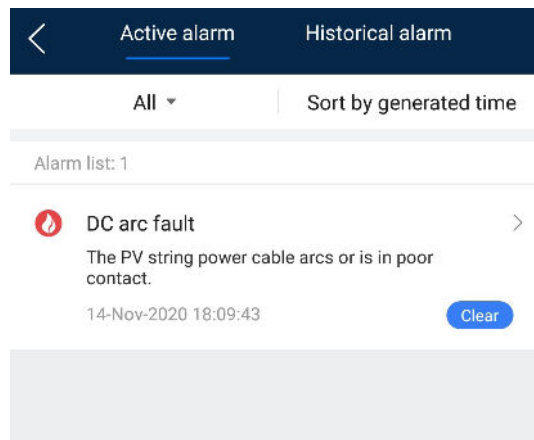 Active alarm Historical alarm
All Sort by generated time
Alarm list: 1
DC arc fault
The PV string power cable arcs or is in poor
contact.
14-Nov-2020 18:09:43 Clear